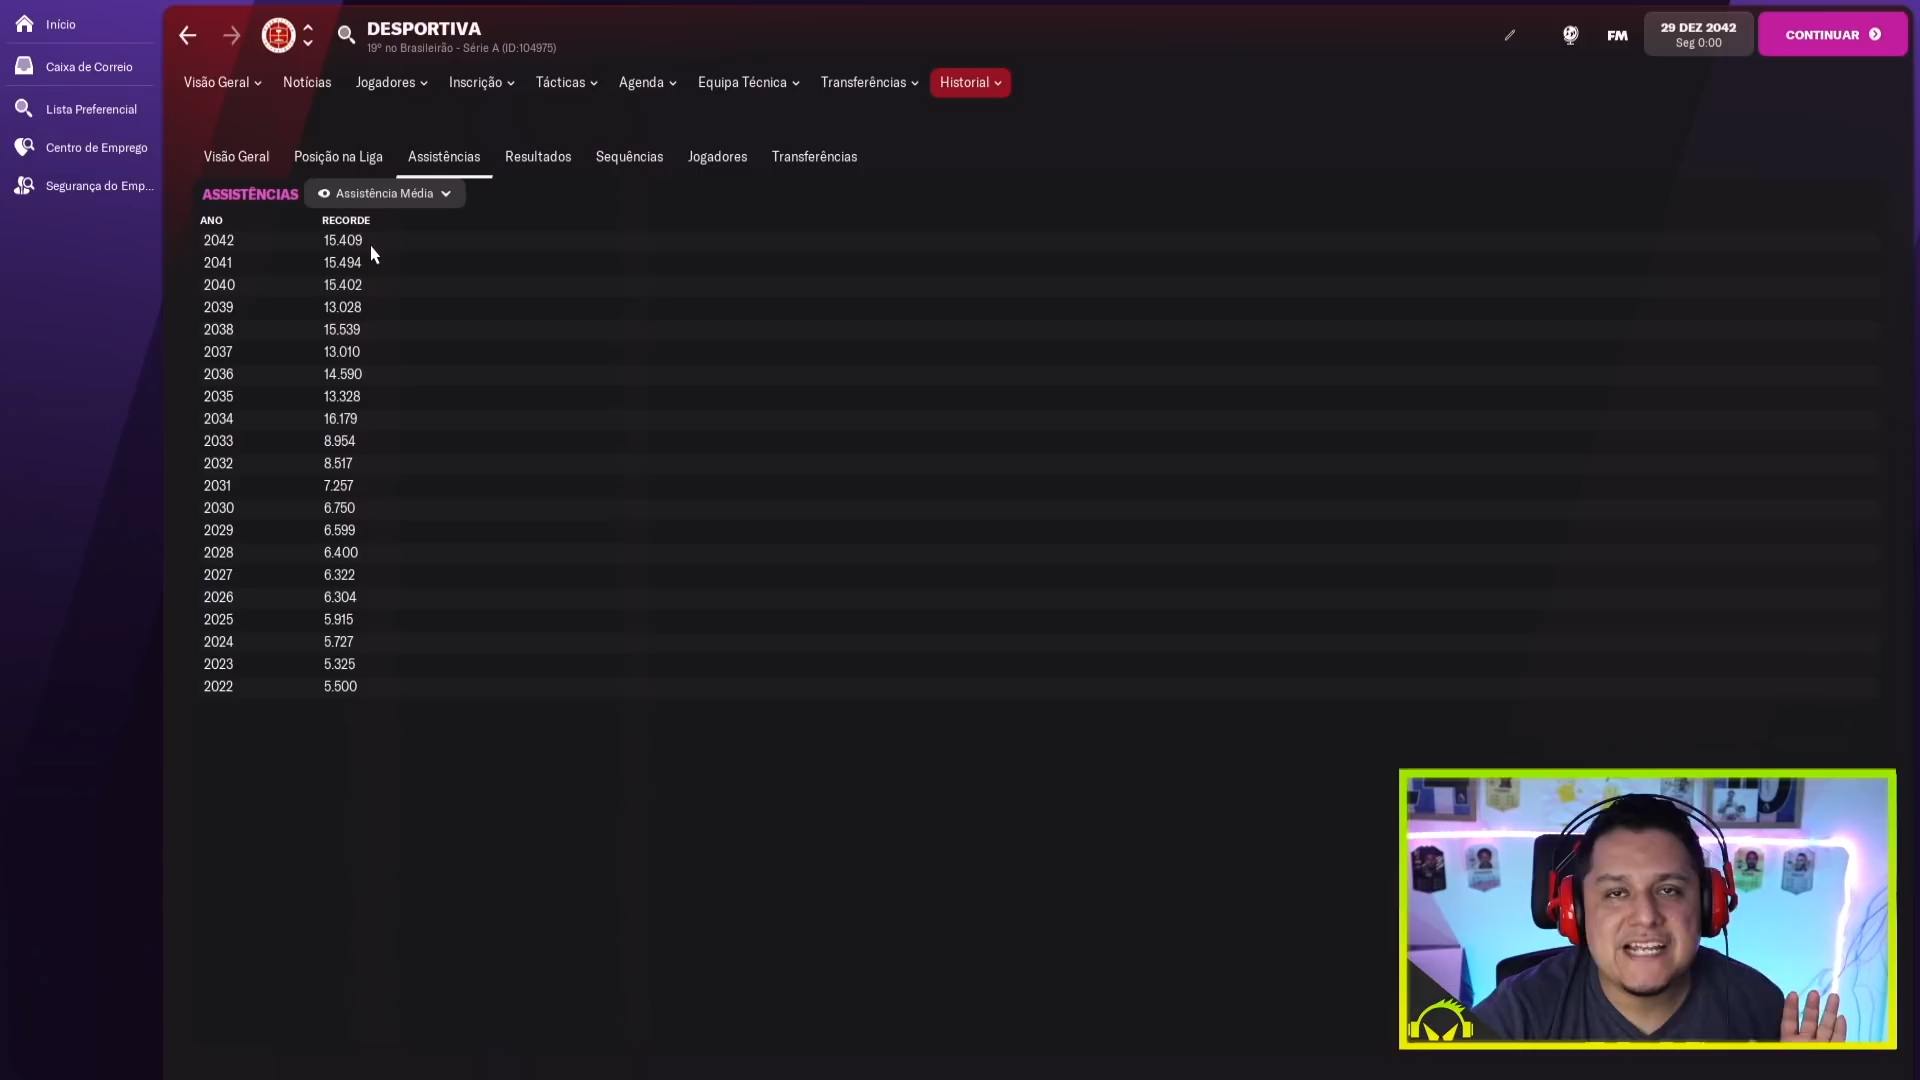 Início
Caixa de Correio
Lista Preferencial
Centro de Emprego
Segurança do Emp...
DESPORTIVA
19º no Brasileirão - Série A (ID:104975)
FM
29 DEZ 2042
Seg 0:00
CONTINUAR
Visão Geral Notícias Jogadores Inscrição Tácticas Agenda Equipa Técnica Transferências Historial
Visão Geral Posição na Liga Assistências Resultados Sequências Jogadores Transferências
ASSISTÊNCIAS Assistência Média
ANO RECORDE
2042 15.409
2041 15.494
2040 15.402
2039 13.028
2038 15.539
2037 13.010
2036 14.590
2035 13.328
2034 16.179
2033 8.954
2032 8.517
2031 7.257
2030 6.750
2029 6.599
2028 6.400
2027 6.322
2026 6.304
2025 5.915
2024 5.727
2023 5.325
2022 5.500